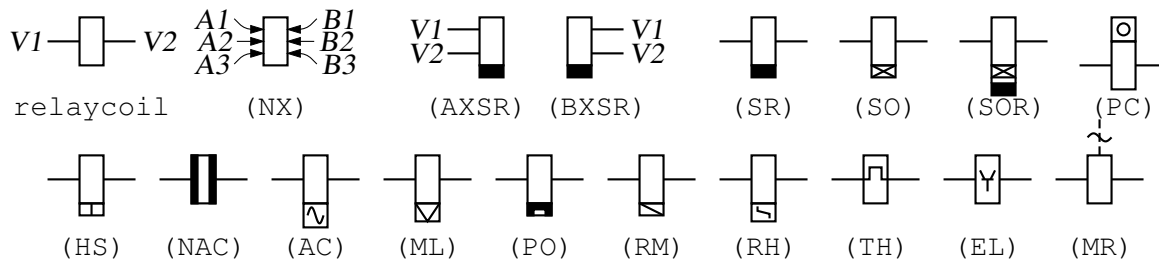 A1 B1 V1
V1 V2 A2 B2 V1 V2
A3 B3 V2
relaycoil (NX) (AXSR) (BXSR) (SR) (SO) (SOR) (PC)
(HS) (NAC) (AC) (ML) (PO) (RM) (RH) (TH) (EL) (MR)